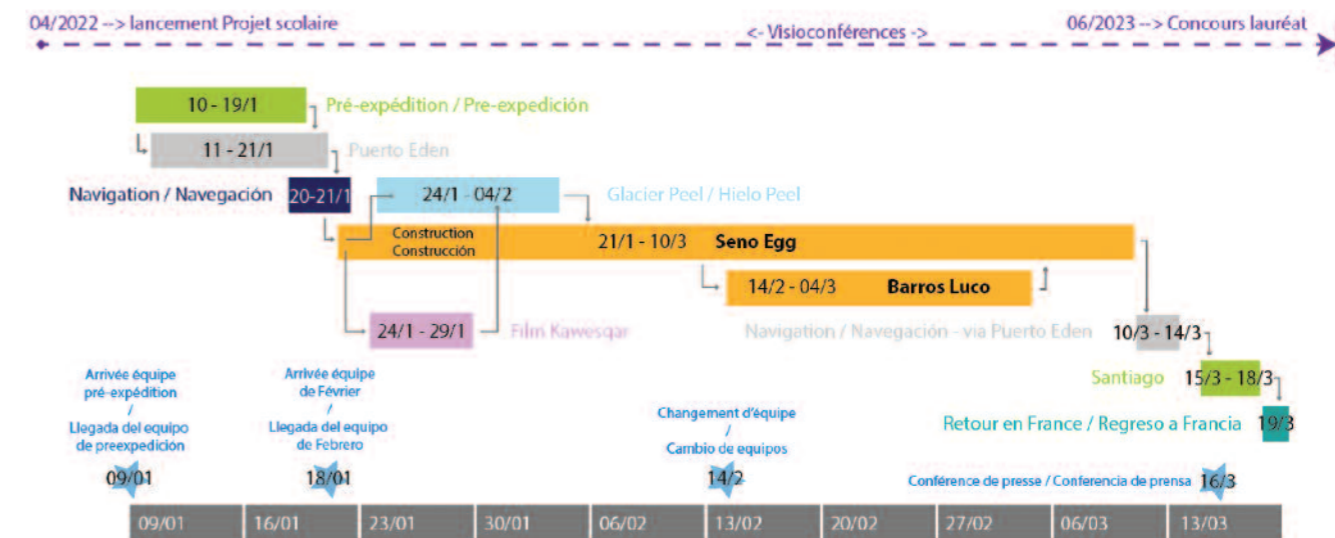 04/2022 --> lancement Projet scolaire
<- Visioconférences ->
06/2023 --> Concours lauréat
10 - 19/1 Pré-expédition / Pre-expedición
11 - 21/1 Puerto Eden
Navigation / Navegación 20-21/1
24/1 - 04/2 Glacier Peel / Hielo Peel
Construction
Construcción
21/1 - 10/3 Seno Egg
14/2 - 04/3 Barros Luco
24/1 - 29/1 Film Kawesqar
Navigation / Navegación - via Puerto Eden 10/3 - 14/3
Santiago 15/3 - 18/3
Retour en France / Regreso a Francia 19/3
Arrivée équipe
pré-expédition
/
Llegada del equipo
de preexpedición
09/01
Arrivée équipe
de Février
/
Llegada del equipo
de Febrero
18/01
Changement d'équipe
/
Cambio de equipos
14/2
Conférence de presse / Conferencia de prensa 16/3
09/01 16/01 23/01 30/01 06/02 13/02 20/02 27/02 06/03 13/03